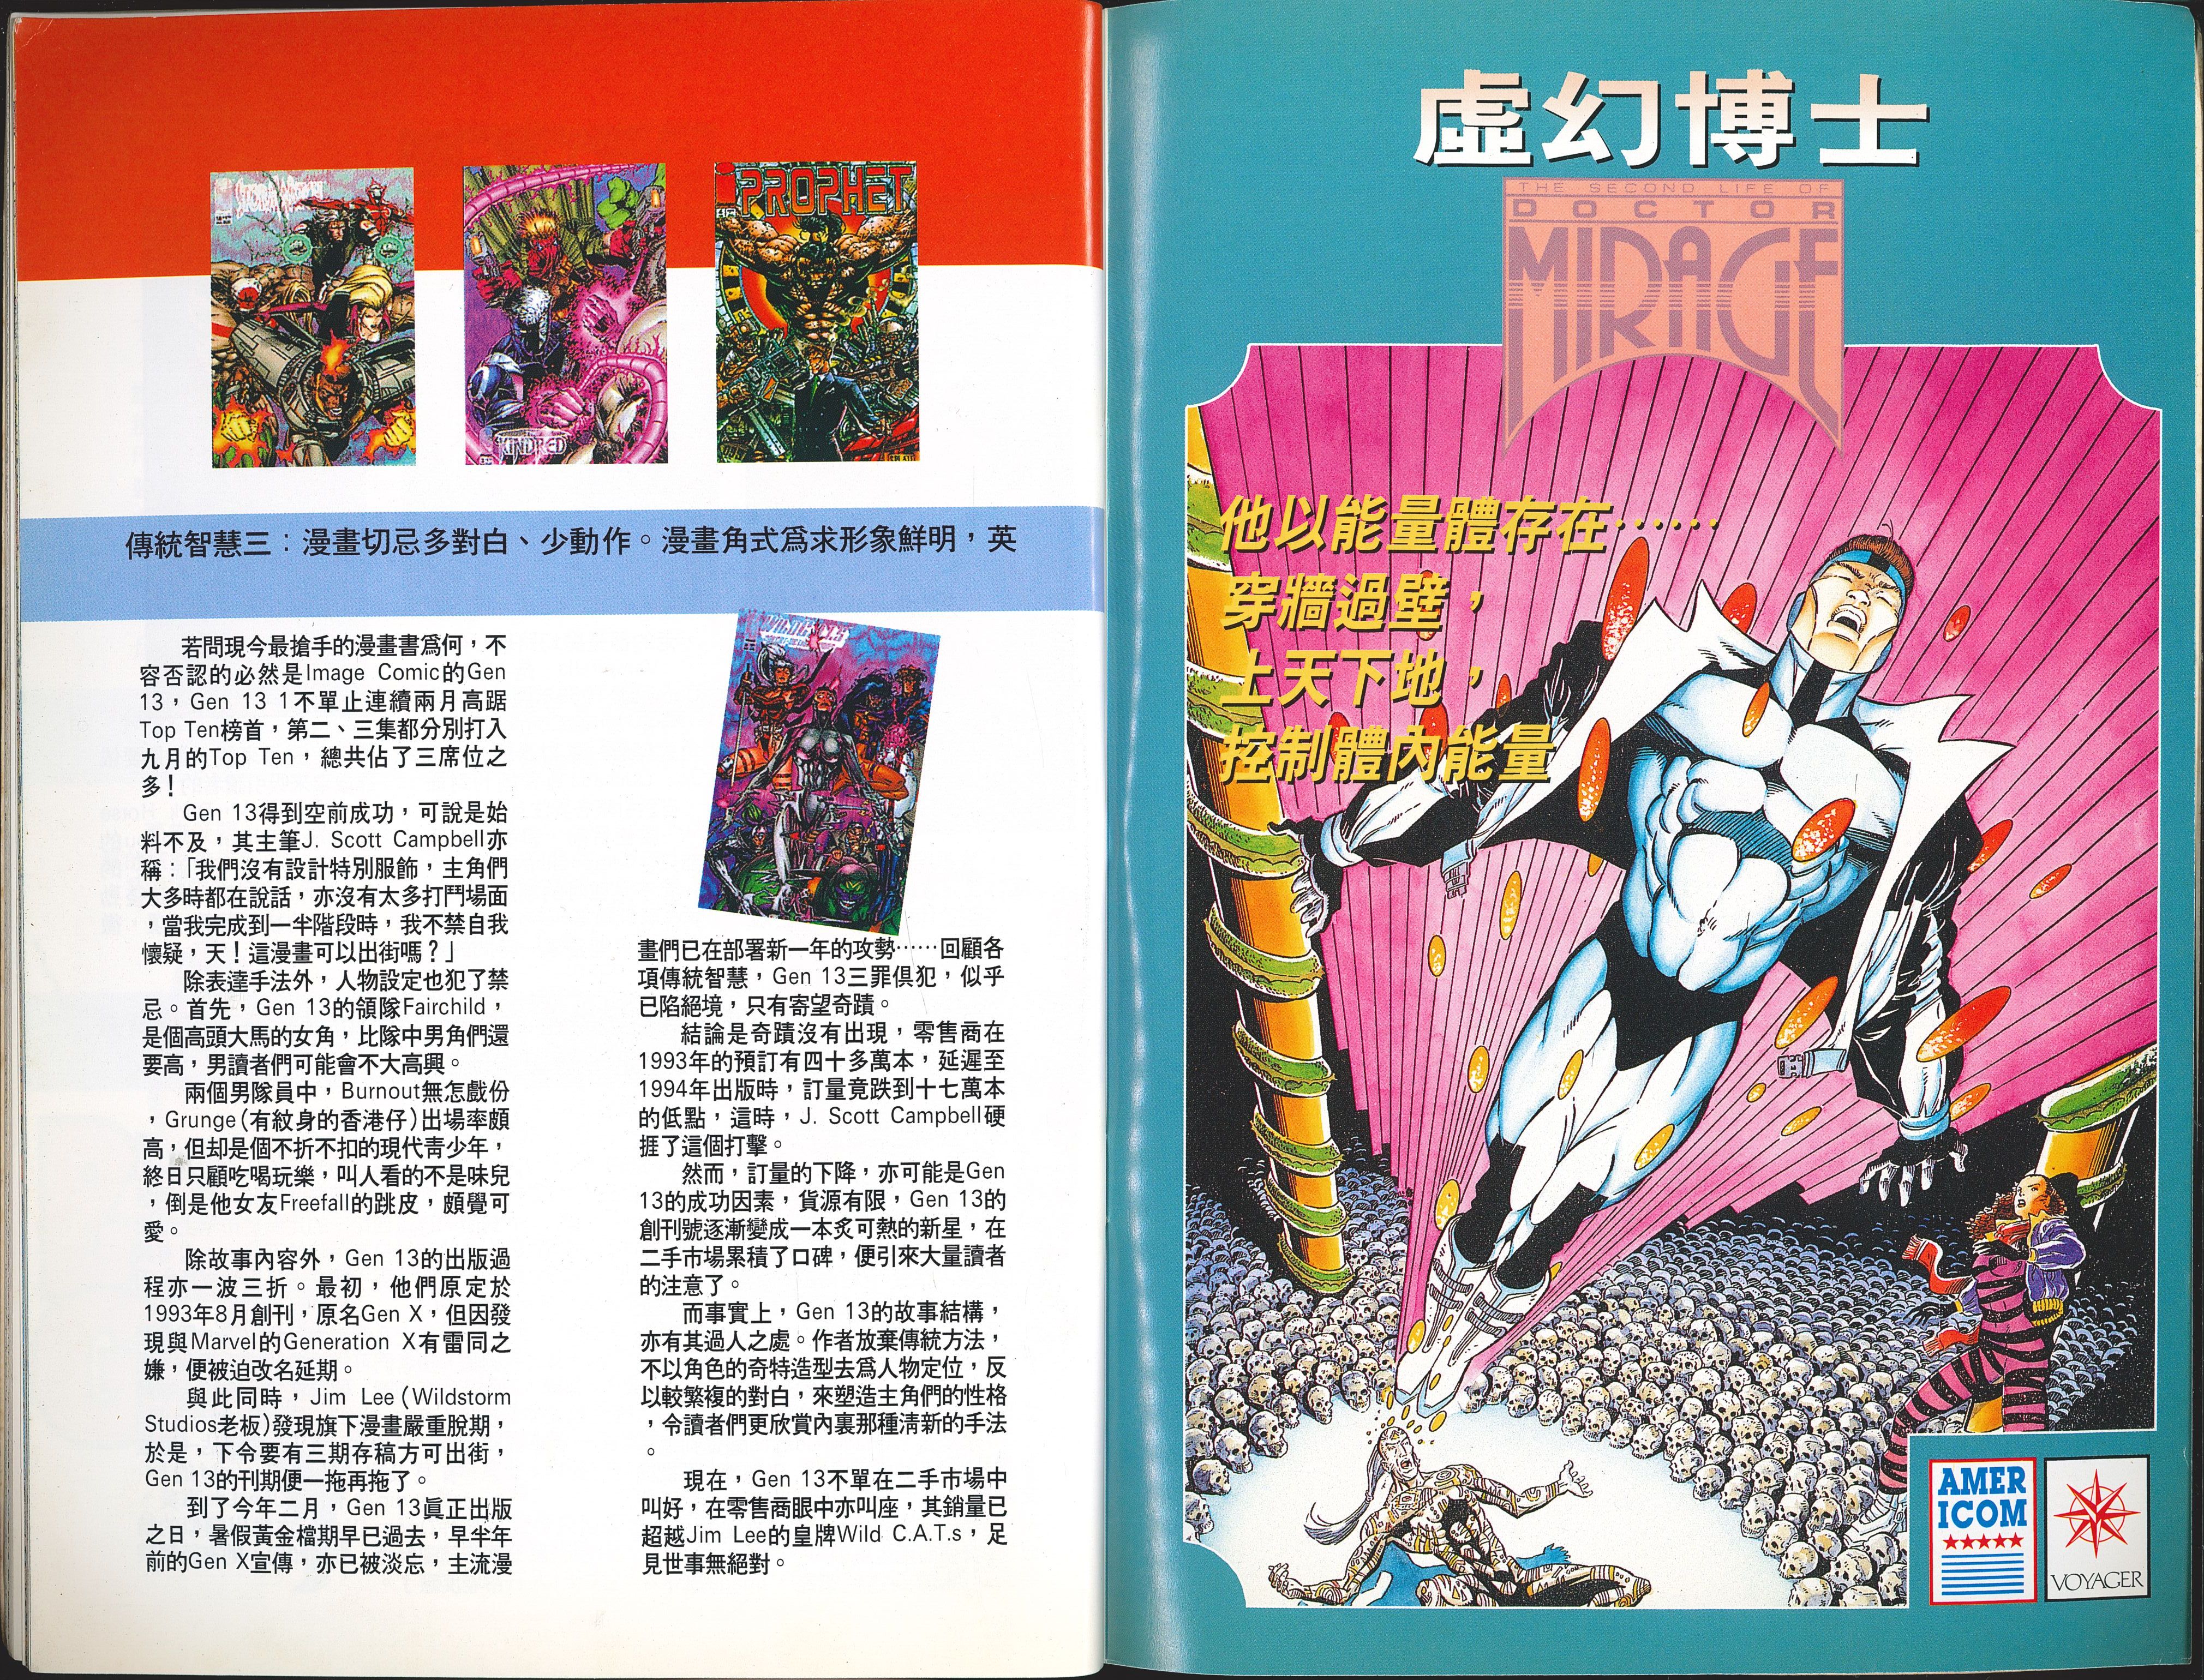 PROPHET
KINDRED
傳統智慧三：漫畫切忌多對白、少動作。漫畫角式爲求形象鮮明，英
若問現今最搶手的漫畫書爲何，不
容否認的必然是Image Comic的Gen
13，Gen 13 1不單止連續兩月高踞
Top Ten榜首，第二、三集都分別打入
九月的Top Ten，總共佔了三席位之
多！
Gen 13得到空前成功，可說是始
料不及，其主筆J. Scott Campbell亦
稱：「我們沒有設計特別服飾，主角們
大多時都在說話，亦沒有太多打鬥場面
，當我完成到一半階段時，我不禁自我
懷疑，天！這漫畫可以出街嗎？」
除表達手法外，人物設定也犯了禁
忌。首先，Gen 13的領隊Fairchild，
是個高頭大馬的女角，比隊中男角們還
要高，男讀者們可能會不大高興。
兩個男隊員中，Burnout無怎戲份
，Grunge（有紋身的香港仔）出場率頗
高，但却是個不折不扣的現代靑少年，
終日只顧吃喝玩樂，叫人看的不是味兒
，倒是他女友Freefall的跳皮，頗覺可
愛。
除故事內容外，Gen 13的出版過
程亦一波三折。最初，他們原定於
1993年8月創刊，原名Gen X，但因發
現與Marvel的Generation X有雷同之
嫌，便被迫改名延期。
與此同時，Jim Lee（Wildstorm
Studios老板）發現旗下漫畫嚴重脫期，
於是，下令要有三期存稿方可出街，
Gen 13的刊期便一拖再拖了。
到了今年二月，Gen 13眞正出版
之日，暑假黃金檔期早已過去，早半年
前的Gen X宣傳，亦已被淡忘，主流漫
畫們已在部署新一年的攻勢……回顧各
項傳統智慧，Gen 13三罪俱犯，似乎
已陷絕境，只有寄望奇蹟。
結論是奇蹟沒有出現，零售商在
1993年的預訂有四十多萬本，延遲至
1994年出版時，訂量竟跌到十七萬本
的低點，這時，J. Scott Campbell硬
捱了這個打擊。
然而，訂量的下降，亦可能是Gen
13的成功因素，貨源有限，Gen 13的
創刊號逐漸變成一本炙可熱的新星，在
二手市場累積了口碑，便引來大量讀者
的注意了。
而事實上，Gen 13的故事結構，
亦有其過人之處。作者放棄傳統方法，
不以角色的奇特造型去爲人物定位，反
以較繁複的對白，來塑造主角們的性格
，令讀者們更欣賞內裏那種淸新的手法
。
現在，Gen 13不單在二手市場中
叫好，在零售商眼中亦叫座，其銷量已
超越Jim Lee的皇牌Wild C.A.T.s，足
見世事無絕對。
虛幻博士
THE SECOND LIFE OF
DOCTOR
MIRAGE
他以能量體存在……
穿牆過壁，
上天下地，
控制體內能量
AMER
ICOM
VOYAGER